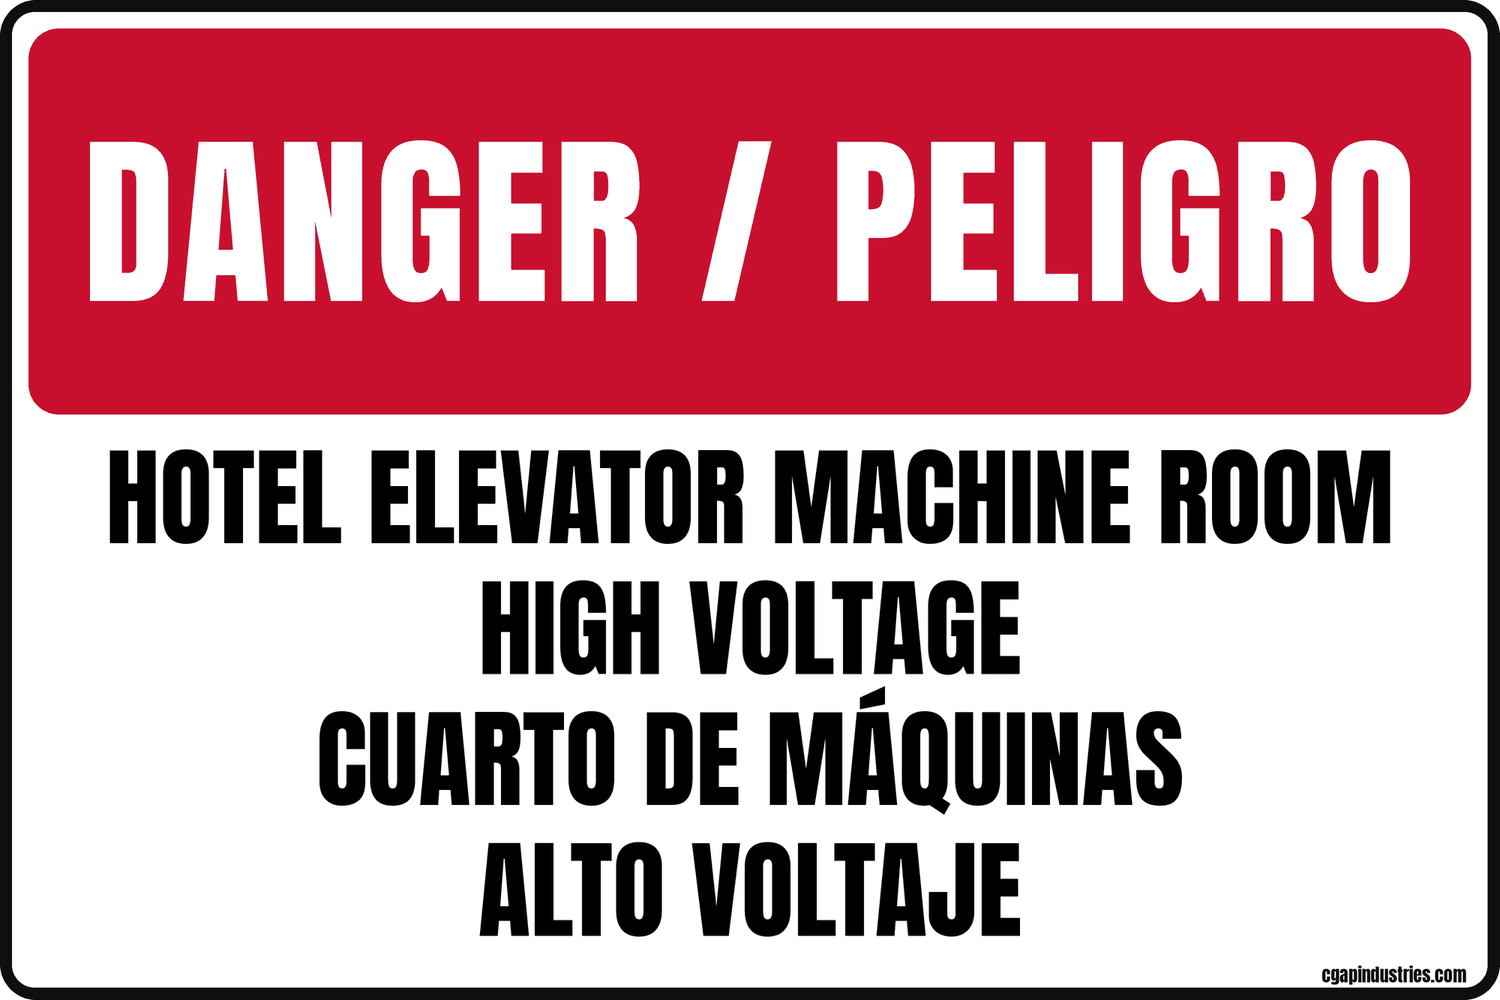 DANGER / PELIGRO
HOTEL ELEVATOR MACHINE ROOM
HIGH VOLTAGE
CUARTO DE MÁQUINAS
ALTO VOLTAJE
cgapindustries.com